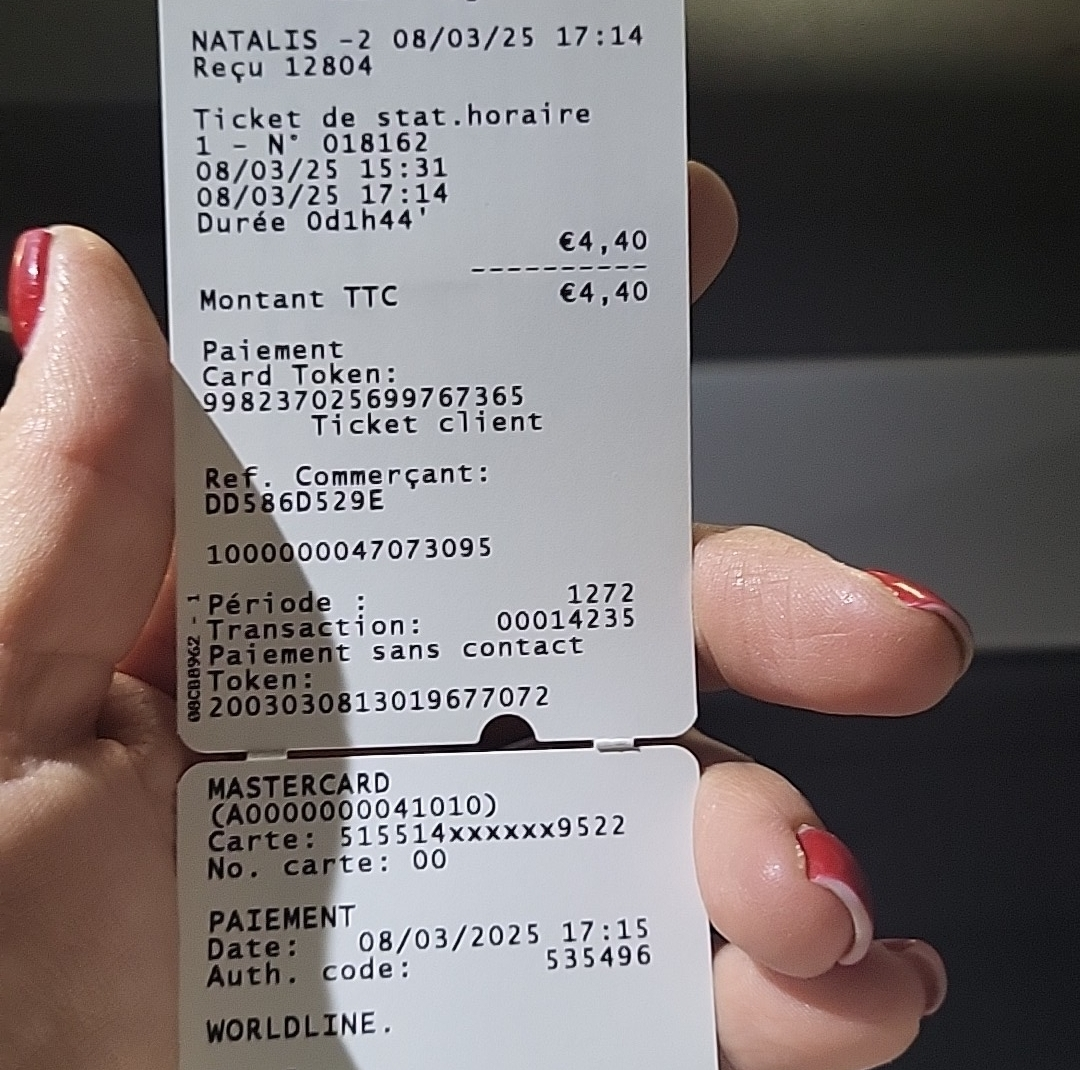 NATALIS -2 08/03/25 17:14
Reçu 12804
Ticket de stat.horaire
1 - N° 018162
08/03/25 15:31
08/03/25 17:14
Durée 0d1h44'
€4,40
----------
Montant TTC €4,40
Paiement
Card Token:
998237025699767365
Ticket client
Ref. Commerçant:
DD586D529E
1000000047073095
Période : 1272
Transaction: 00014235
Paiement sans contact
Token:
2003030813019677072
08CB8962 - 1
MASTERCARD
(A0000000041010)
Carte: 515514xxxxxx9522
No. carte: 00
PAIEMENT
Date: 08/03/2025 17:15
Auth. code: 535496
WORLDLINE.